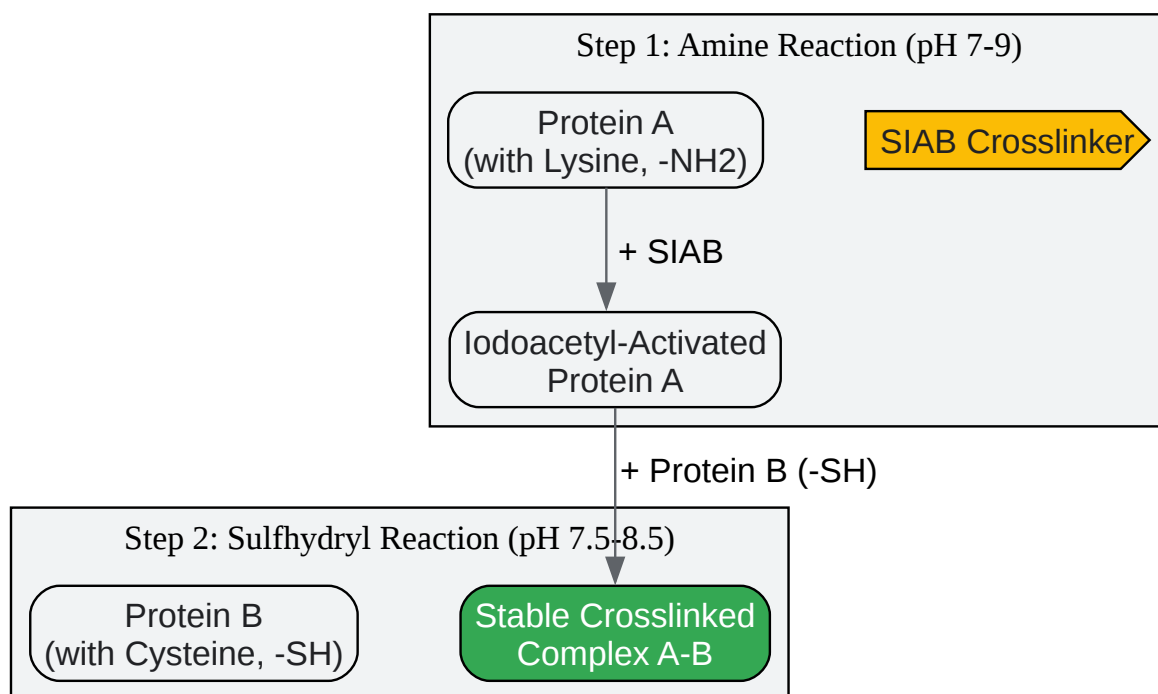 Step 1: Amine Reaction (pH 7-9)
Protein A
(with Lysine, -NH2)
SIAB Crosslinker
+ SIAB
Iodoacetyl-Activated
Protein A
+ Protein B (-SH)
Step 2: Sulfhydryl Reaction (pH 7.5-8.5)
Protein B
(with Cysteine, -SH)
Stable Crosslinked
Complex A-B